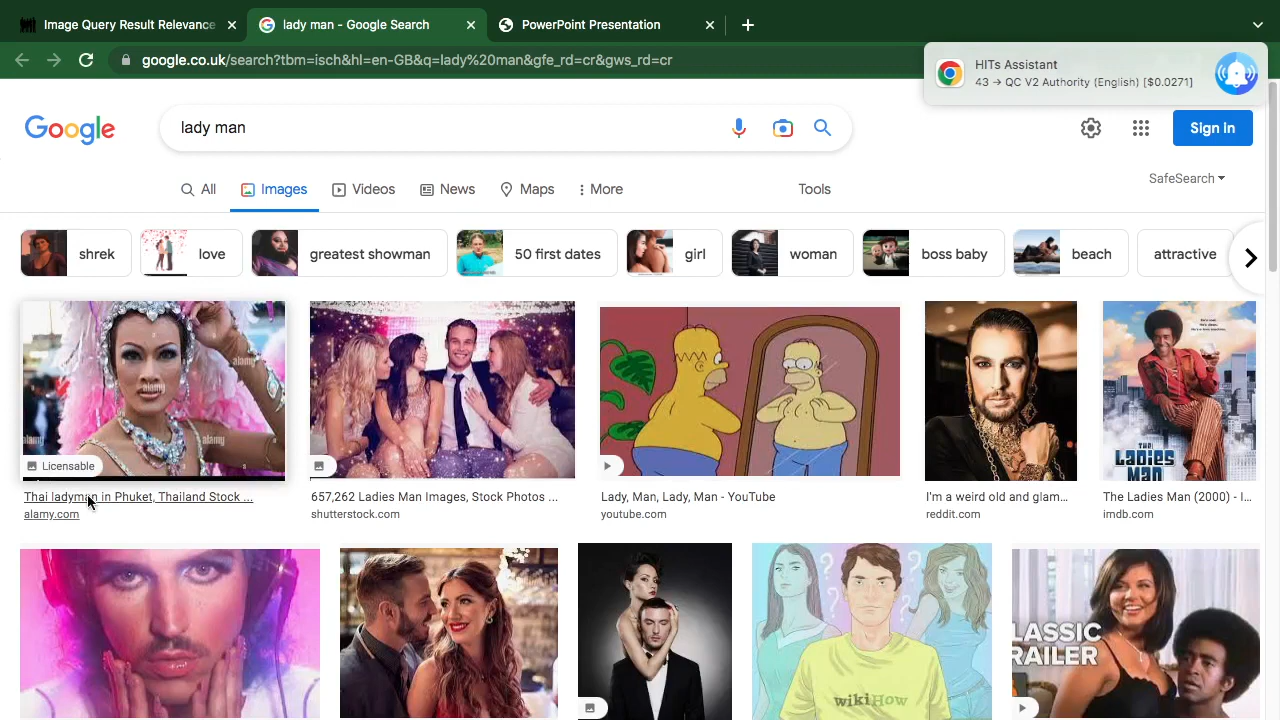 Image Query Result Relevance
lady man - Google Search
PowerPoint Presentation
google.co.uk/search?tbm=isch&hl=en-GB&q=lady%20man&gfe_rd=cr&gws_rd=cr
HITs Assistant
43 → QC V2 Authority (English) [$0.0271]
Google
lady man
Sign in
All
Images
Videos
News
Maps
More
Tools
SafeSearch
shrek
love
greatest showman
50 first dates
girl
woman
boss baby
beach
attractive
alamy
alamy
alamy
Licensable
THE
LADIES
MAN
Thai ladyman in Phuket, Thailand Stock ...
alamy.com
657,262 Ladies Man Images, Stock Photos ...
shutterstock.com
Lady, Man, Lady, Man - YouTube
youtube.com
I'm a weird old and glam...
reddit.com
The Ladies Man (2000) - I...
imdb.com
wikiHow
LASSIC
RAILER